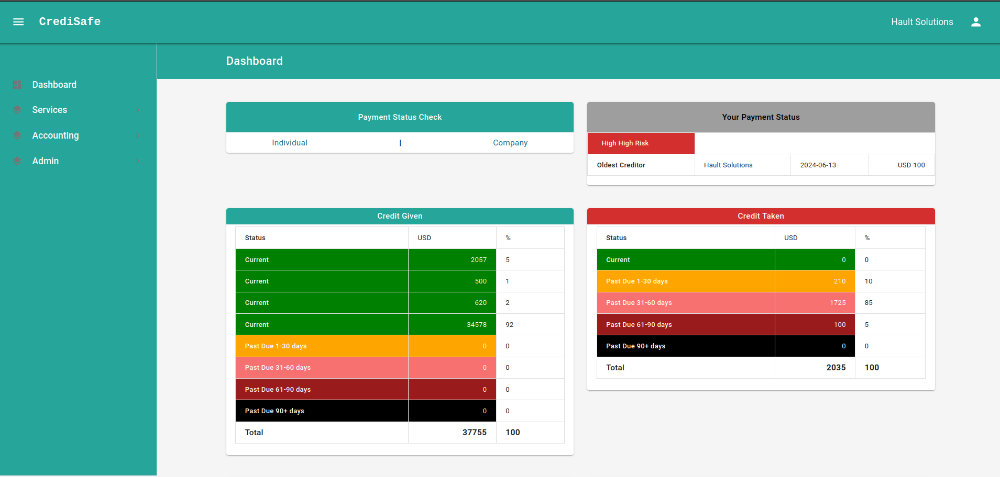 CrediSafe
Hault Solutions
Dashboard
Services
Accounting
Admin
Dashboard
Payment Status Check
Individual | Company
Your Payment Status
High High Risk
Oldest Creditor Hault Solutions 2024-06-13 USD 100
Credit Given
Status USD %
Current 2057 5
Current 500 1
Current 620 2
Current 34578 92
Past Due 1-30 days 0 0
Past Due 31-60 days 0 0
Past Due 61-90 days 0 0
Past Due 90+ days 0 0
Total 37755 100
Credit Taken
Status USD %
Current 0 0
Past Due 1-30 days 210 10
Past Due 31-60 days 1725 85
Past Due 61-90 days 100 5
Past Due 90+ days 0 0
Total 2035 100